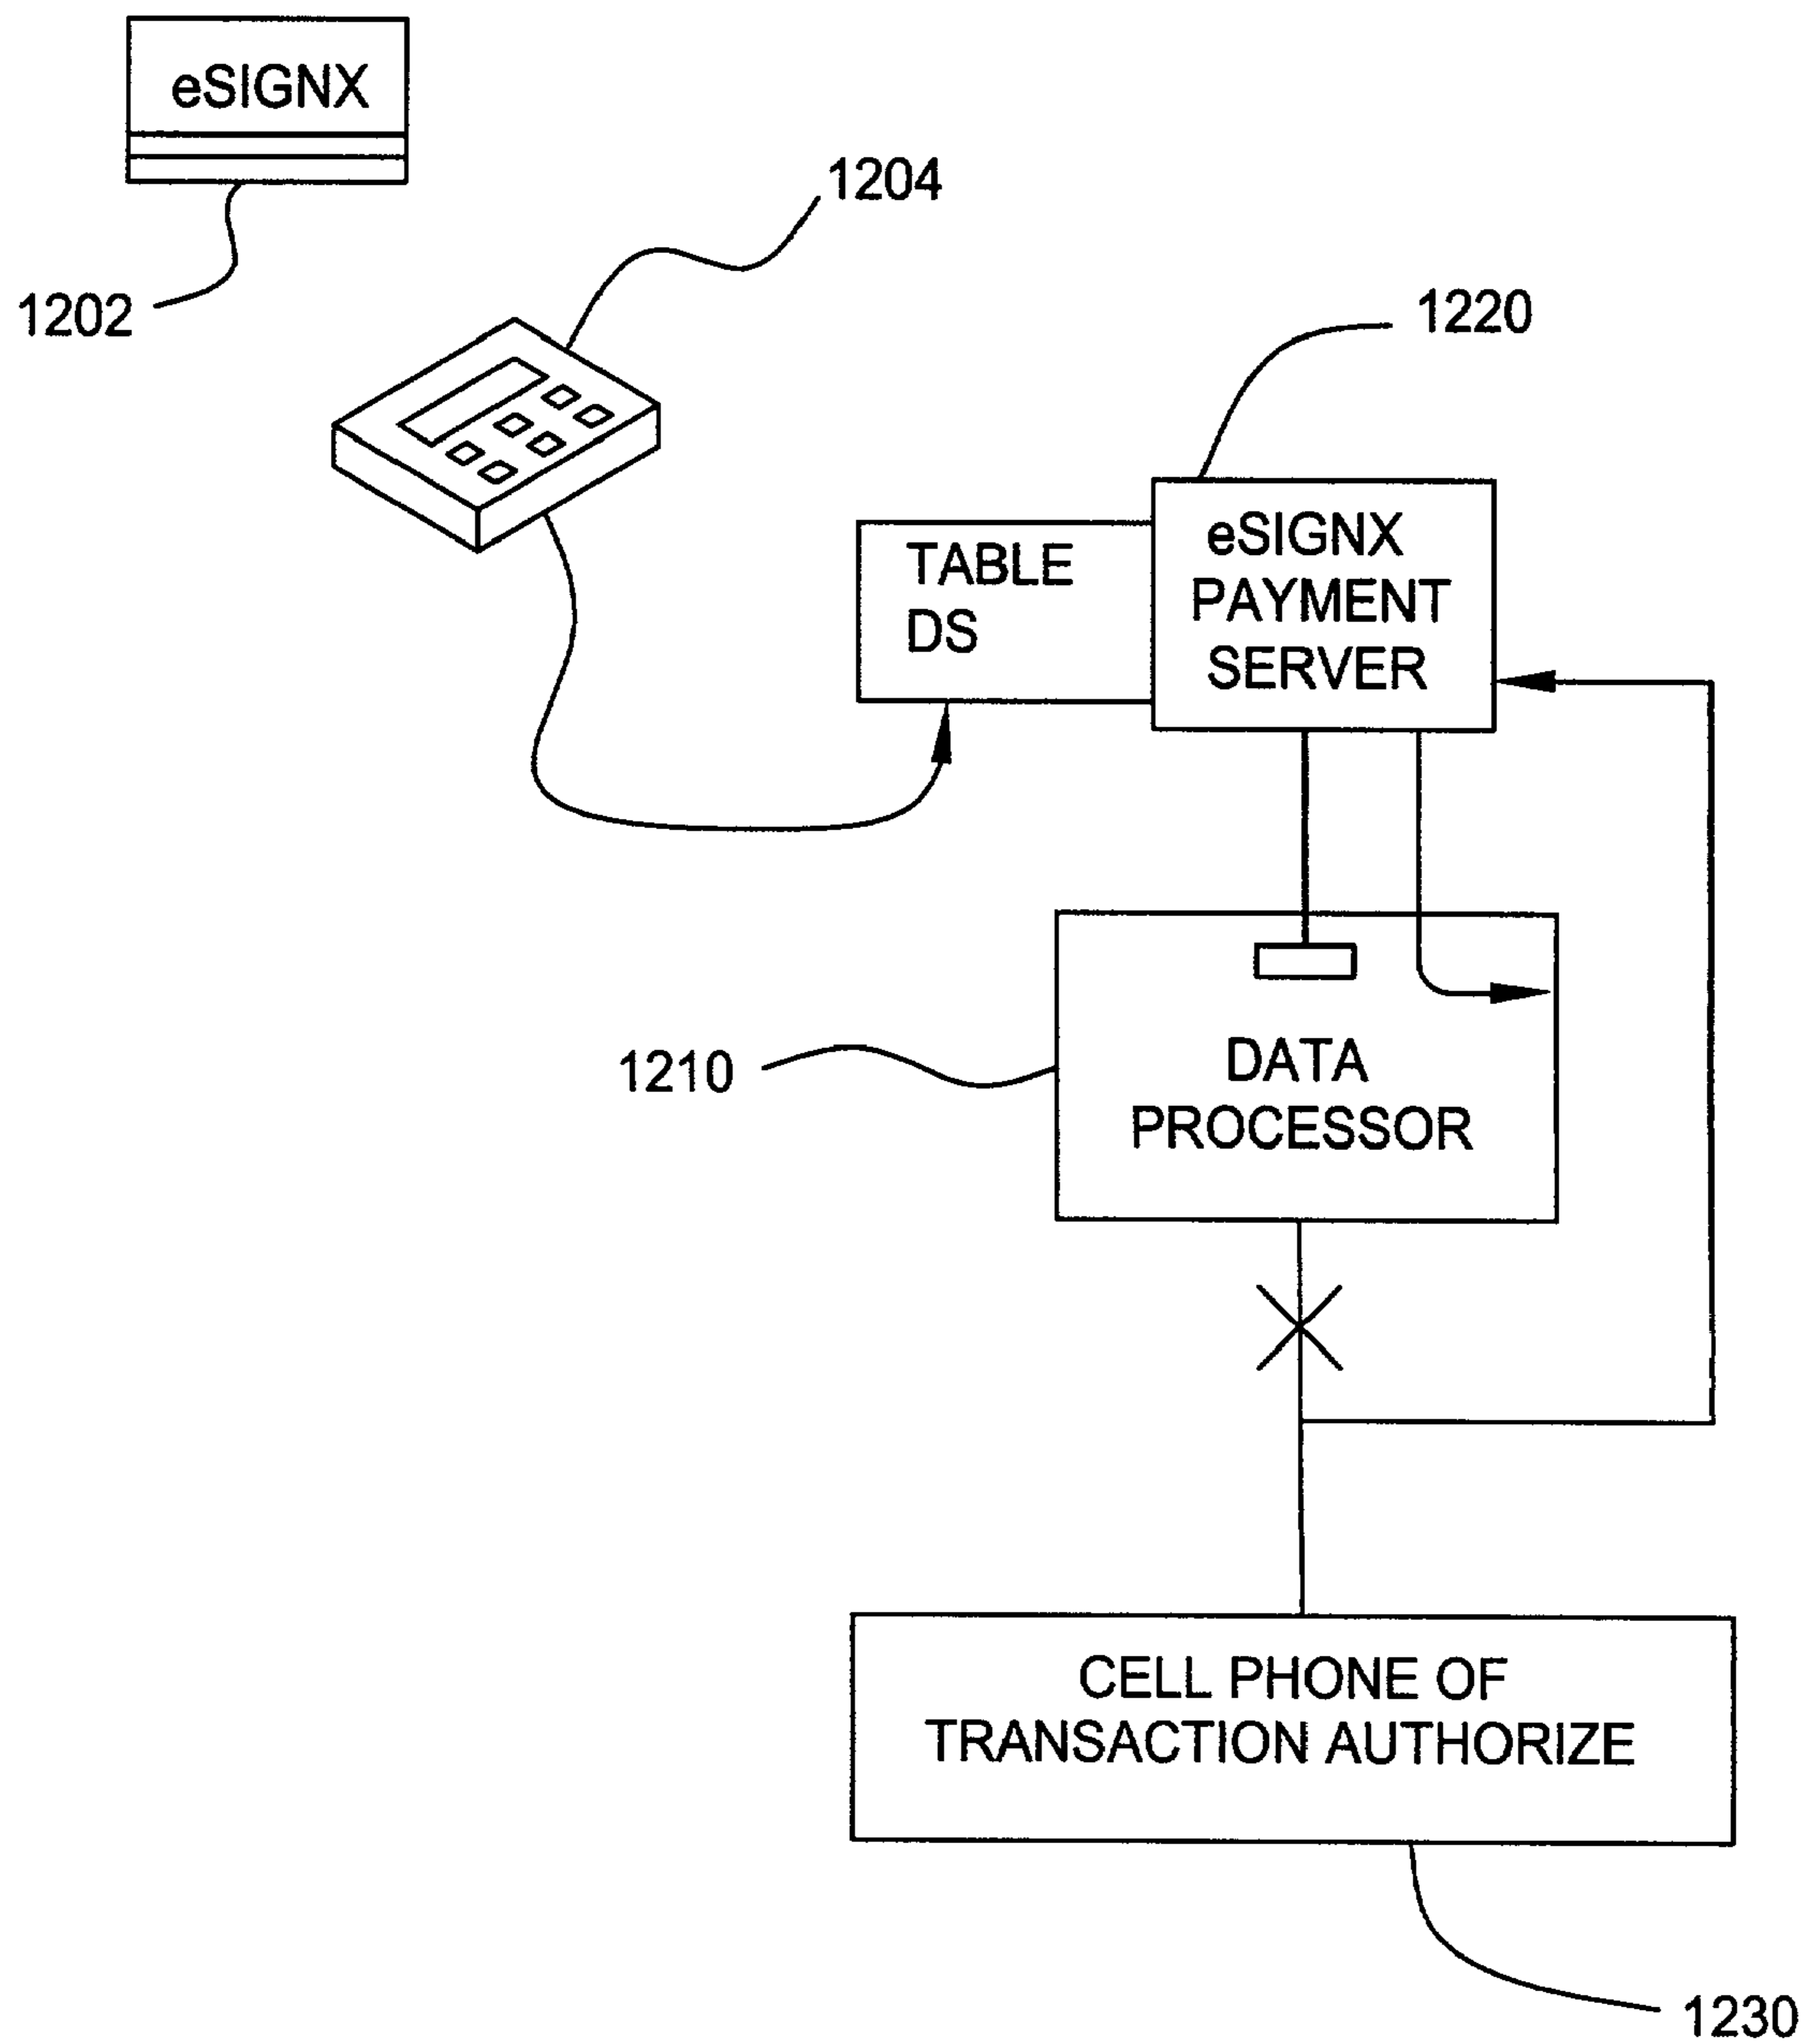 eSIGNX
1202
1204
1220
TABLE
DS
eSIGNX
PAYMENT
SERVER
1210
DATA
PROCESSOR
CELL PHONE OF
TRANSACTION AUTHORIZE
1230